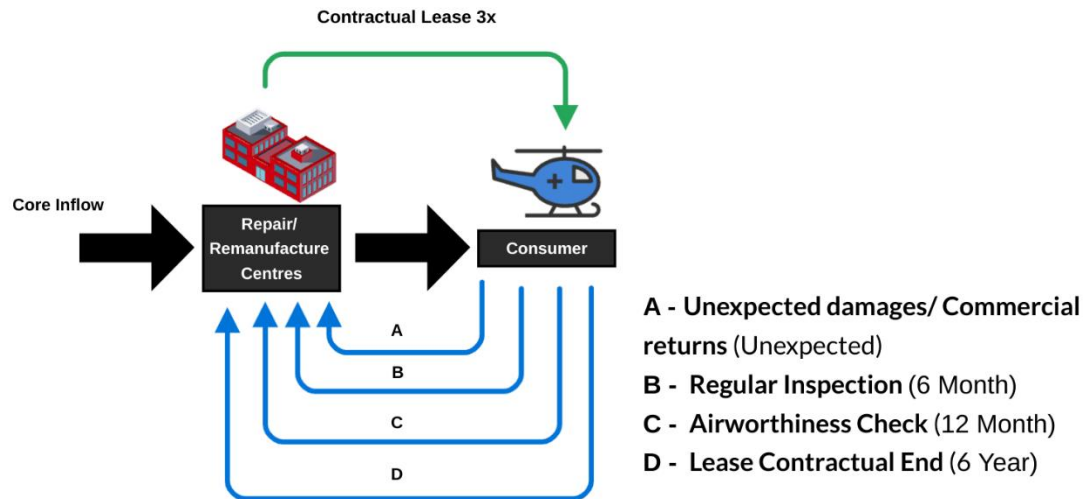 Contractual Lease 3x
Core Inflow
Repair/
Remanufacture
Centres
Consumer
A
B
C
D
A - Unexpected damages/ Commercial
returns (Unexpected)
B - Regular Inspection (6 Month)
C - Airworthiness Check (12 Month)
D - Lease Contractual End (6 Year)